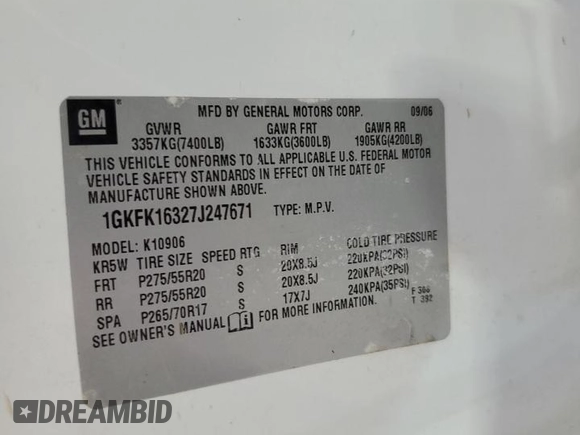 GM ®
MFD BY GENERAL MOTORS CORP. 09/06
GVWR GAWR FRT GAWR RR
3357KG(7400LB) 1633KG(3600LB) 1905KG(4200LB)
THIS VEHICLE CONFORMS TO ALL APPLICABLE U.S. FEDERAL MOTOR
VEHICLE SAFETY STANDARDS IN EFFECT ON THE DATE OF
MANUFACTURE SHOWN ABOVE.
1GKFK16327J247671 TYPE: M.P.V.
MODEL: K10906
KR5W TIRE SIZE SPEED RTG RIM COLD TIRE PRESSURE
FRT P275/55R20 S 20X8.5J 220KPA(32PSI)
RR P275/55R20 S 20X8.5J 220KPA(32PSI)
SPA P265/70R17 S 17X7J 240KPA(35PSI)
F 500
T 392
SEE OWNER'S MANUAL FOR MORE INFORMATION.
DREAMBID